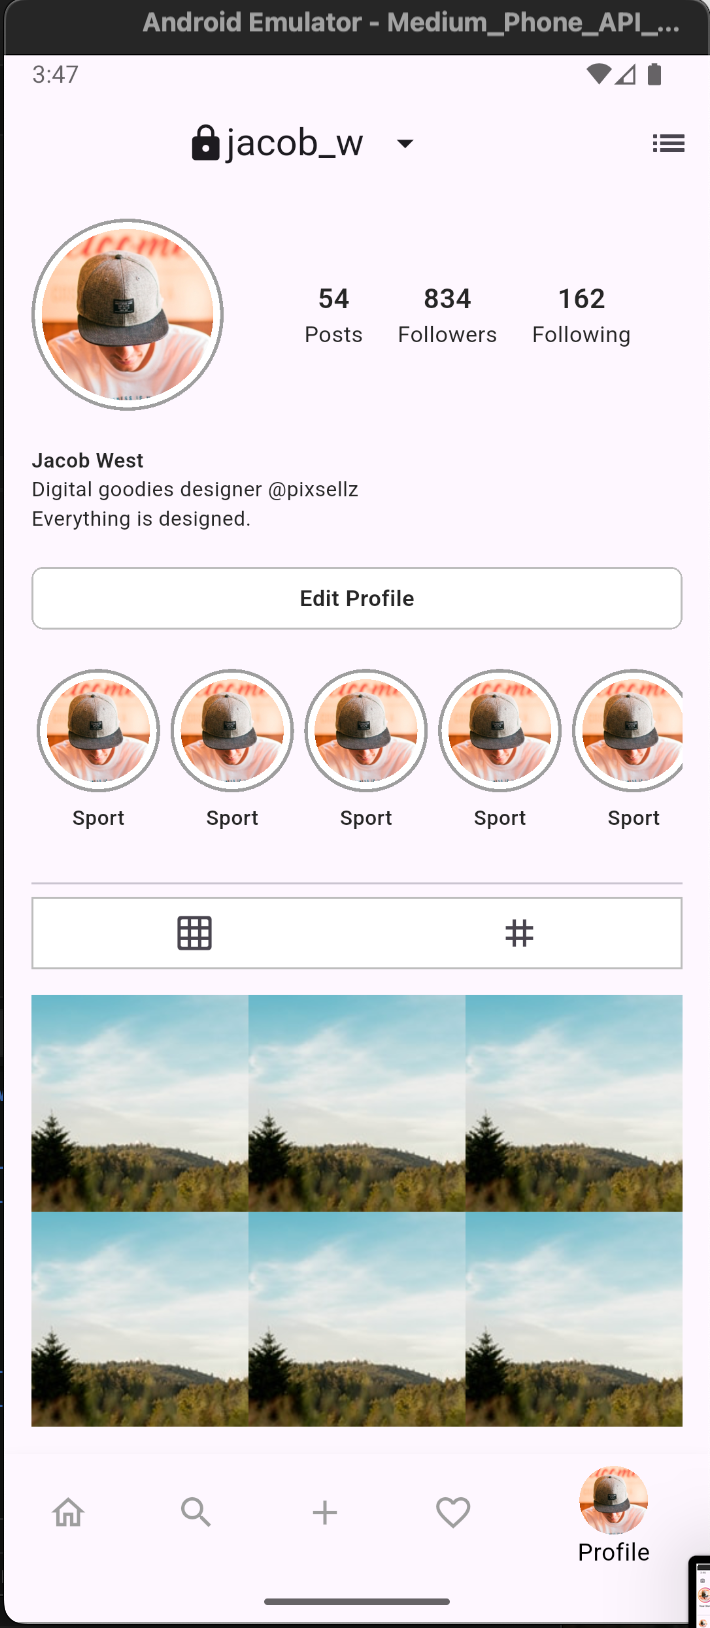 Android Emulator - Medium_Phone_API_...
3:47
jacob_w
54 834 162
Posts Followers Following
Jacob West
Digital goodies designer @pixsellz
Everything is designed.
Edit Profile
Sport Sport Sport Sport Sport
Profile